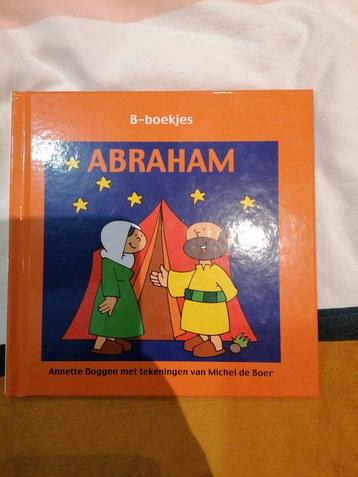 B-boekjes
ABRAHAM
Annette Doggen met tekeningen van Michel de Boer